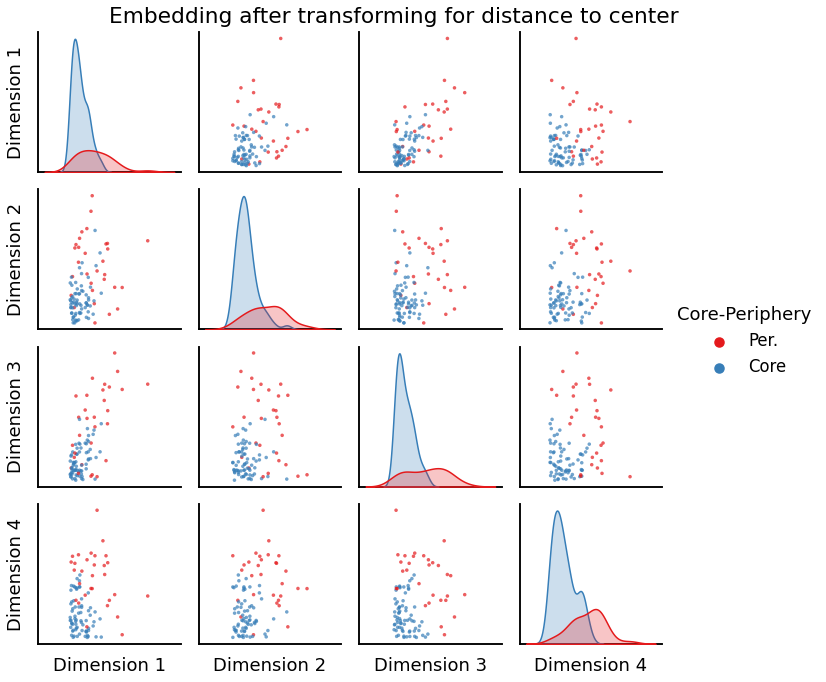 Embedding after transforming for distance to center
Dimension 1
Dimension 2
Dimension 3
Dimension 4
Core-Periphery
Per.
Core
Dimension 1
Dimension 2
Dimension 3
Dimension 4